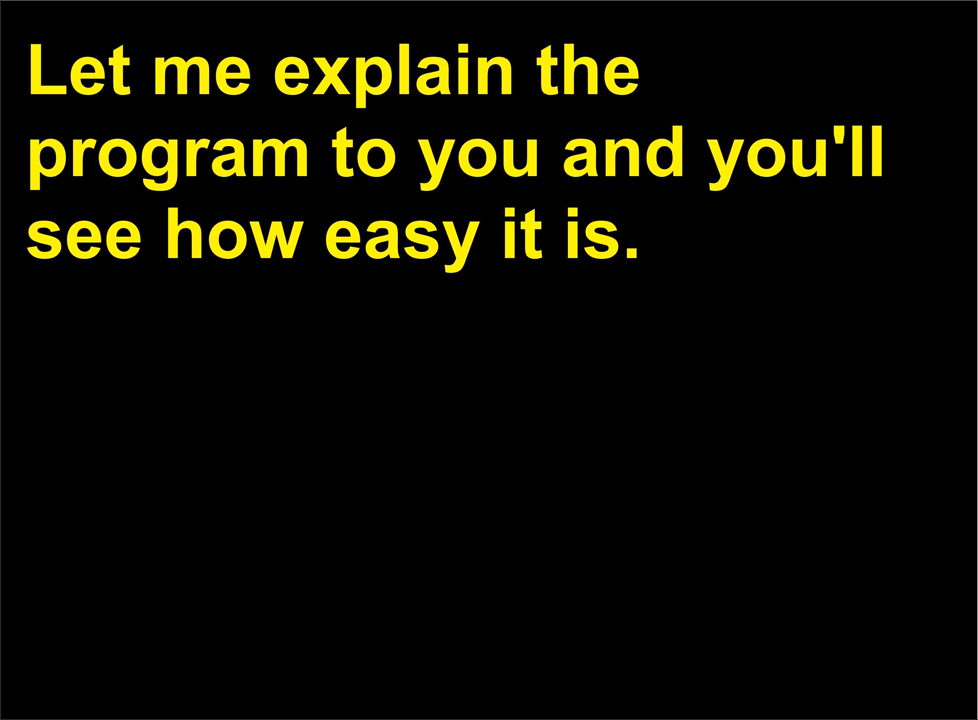 Let me explain the
program to you and you'll
see how easy it is.